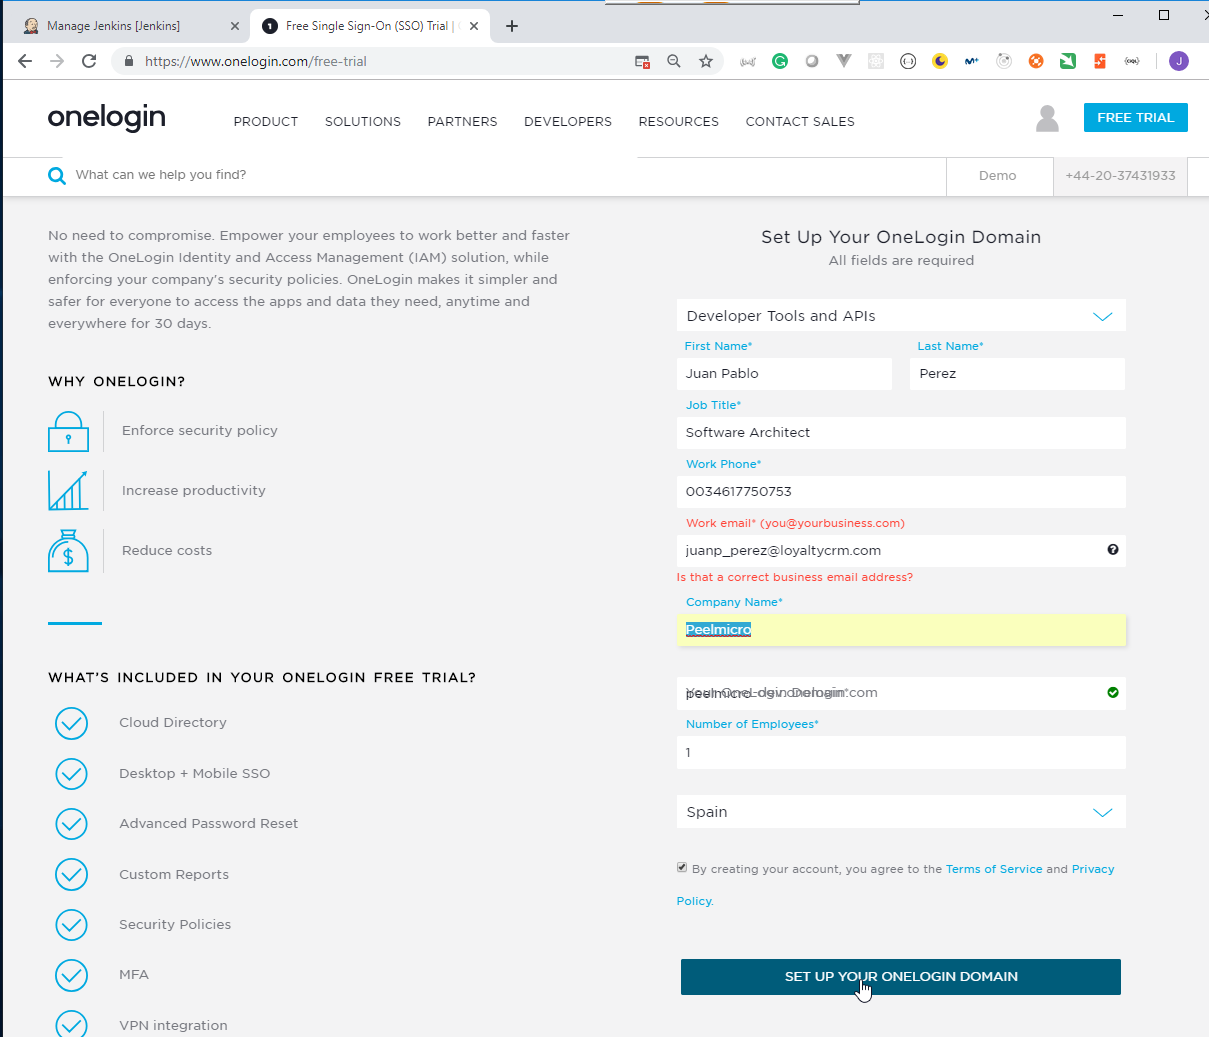 Manage Jenkins [Jenkins]
Free Single Sign-On (SSO) Trial |
https://www.onelogin.com/free-trial
J
onelogin
PRODUCT SOLUTIONS PARTNERS DEVELOPERS RESOURCES CONTACT SALES
FREE TRIAL
What can we help you find?
Demo
+44-20-37431933
No need to compromise. Empower your employees to work better and faster
with the OneLogin Identity and Access Management (IAM) solution, while
enforcing your company's security policies. OneLogin makes it simpler and
safer for everyone to access the apps and data they need, anytime and
everywhere for 30 days.
WHY ONELOGIN?
Enforce security policy
Increase productivity
Reduce costs
WHAT'S INCLUDED IN YOUR ONELOGIN FREE TRIAL?
Cloud Directory
Desktop + Mobile SSO
Advanced Password Reset
Custom Reports
Security Policies
MFA
VPN integration
Set Up Your OneLogin Domain
All fields are required
Developer Tools and APIs
First Name* Last Name*
Juan Pablo Perez
Job Title*
Software Architect
Work Phone*
0034617750753
Work email* (you@yourbusiness.com)
juanp_perez@loyaltycrm.com
Is that a correct business email address?
Company Name*
Peelmicro
Number of Employees*
1
Spain
By creating your account, you agree to the Terms of Service and Privacy
Policy.
SET UP YOUR ONELOGIN DOMAIN